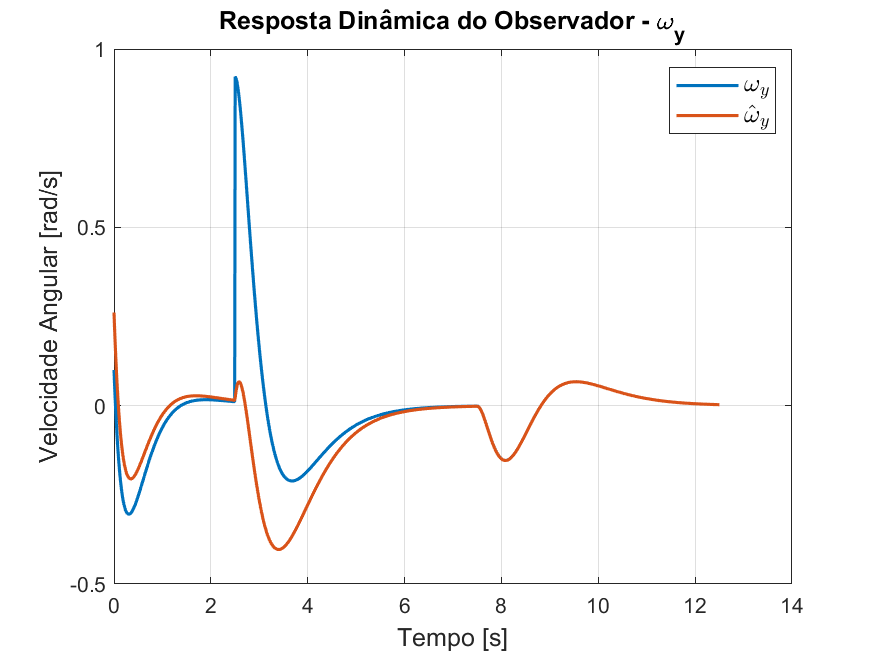 Resposta Dinâmica do Observador - ω_y
1
0.5
0
-0.5
Velocidade Angular [rad/s]
ω_y
ω̂_y
0 2 4 6 8 10 12 14
Tempo [s]